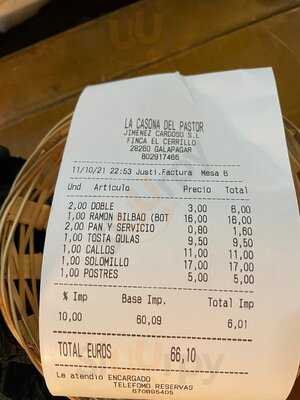 LA CASONA DEL PASTOR
JIMENEZ CARDOSO S.L
FINCA EL CERRILLO
28260 GALAPAGAR
802917465
11/10/21 22:53 Justi.Factura Mesa B
Und Articulo Precio Total
2,00 DOBLE 3,00 6,00
1,00 RAMON BILBAO (BOT 16,00 16,00
2,00 PAN Y SERVICIO 0,80 1,60
1,00 TOSTA GULAS 9,50 9,50
1,00 CALLOS 11,00 11,00
1,00 SOLOMILLO 17,00 17,00
1,00 POSTRES 5,00 5,00
% Imp Base Imp. Total Imp
10,00 60,09 6,01
TOTAL EUROS 66,10
Le atendio ENCARGADO
TELEFOMO RESERVAS
670895405